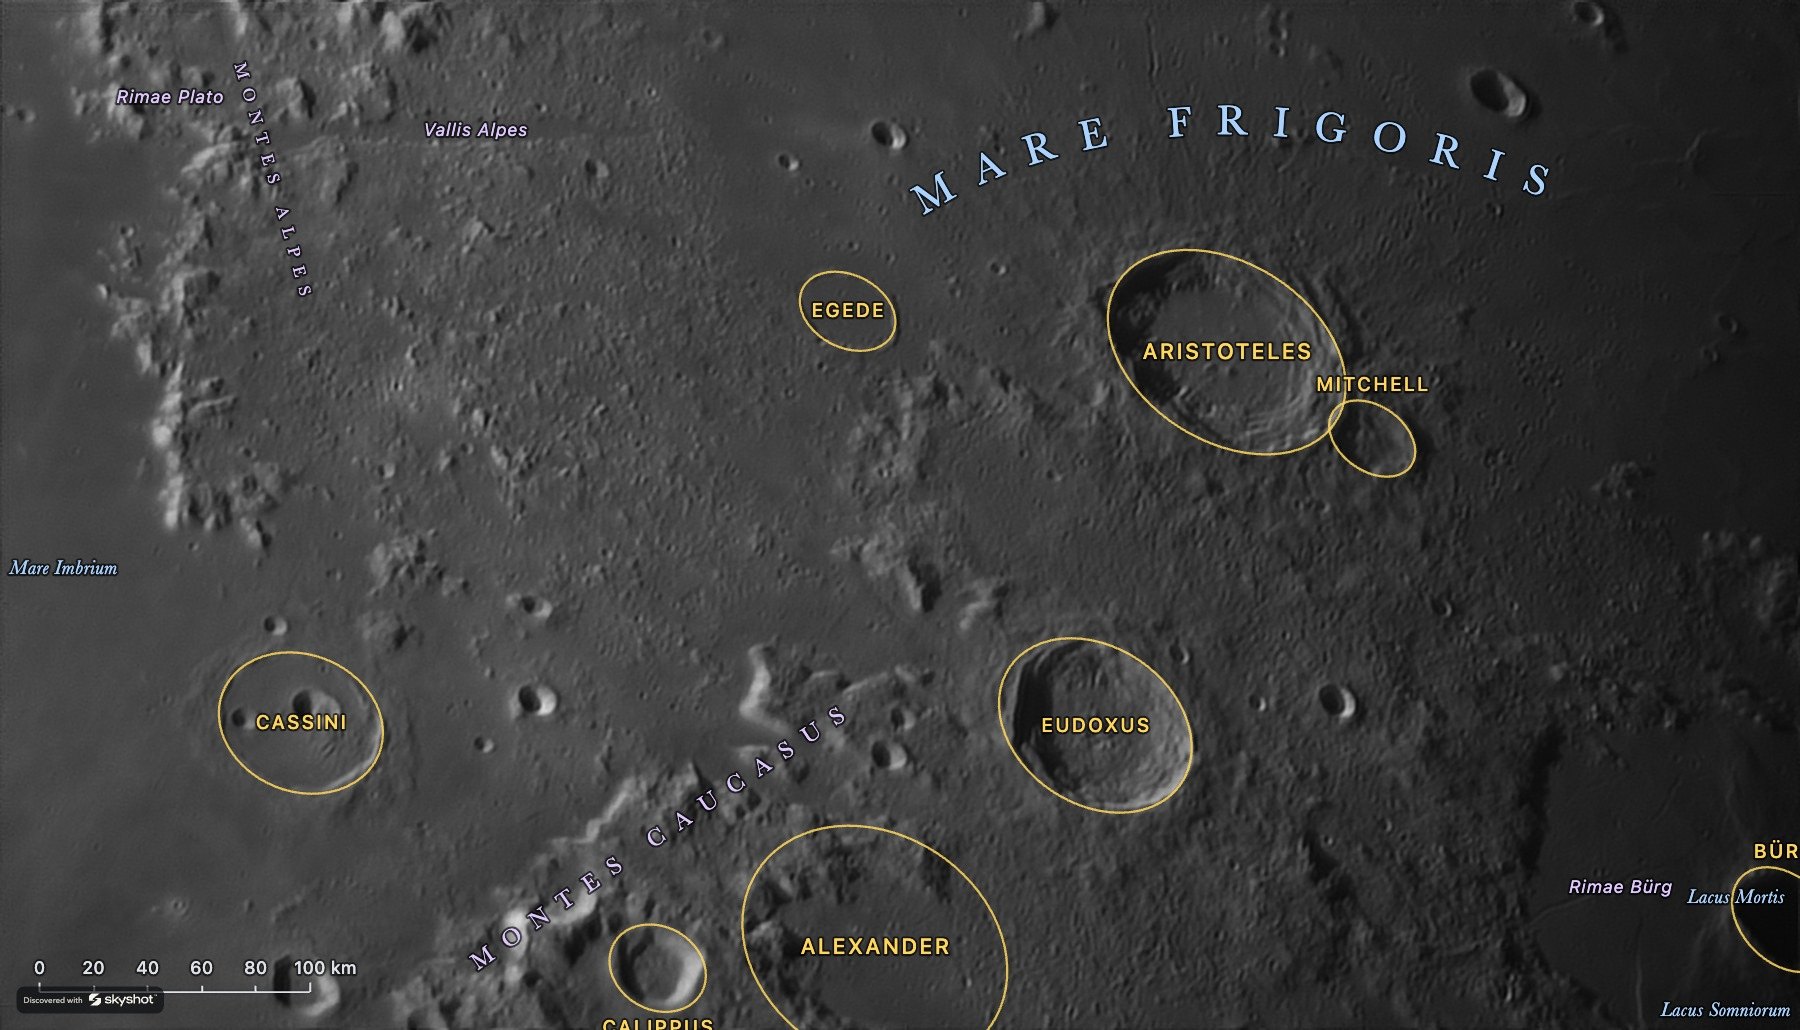 MONTES ALPES
Rimae Plato
Vallis Alpes
MARE FRIGORIS
EGEDE
ARISTOTELES
MITCHELL
Mare Imbrium
CASSINI
EUDOXUS
MONTES CAUCASUS
BÜR
Rimae Bürg
Lacus Mortis
ALEXANDER
0 20 40 60 80 100 km
Discovered with skyshot
Lacus Somniorum
CALIPPUS